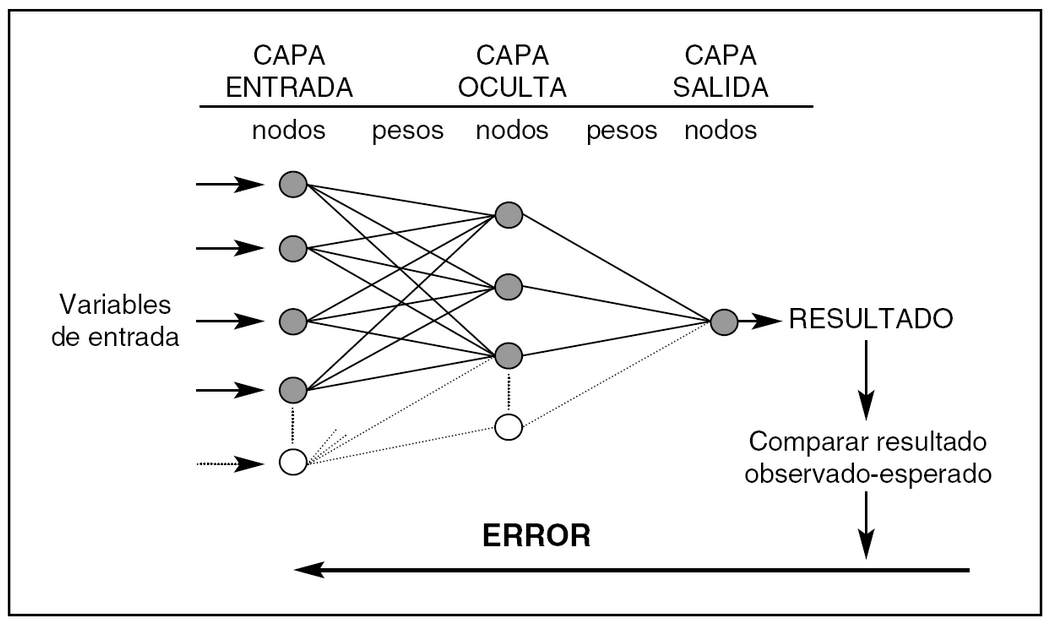 CAPA
ENTRADA
CAPA
OCULTA
CAPA
SALIDA
nodos pesos nodos pesos nodos
Variables
de entrada
RESULTADO
Comparar resultado
observado-esperado
ERROR